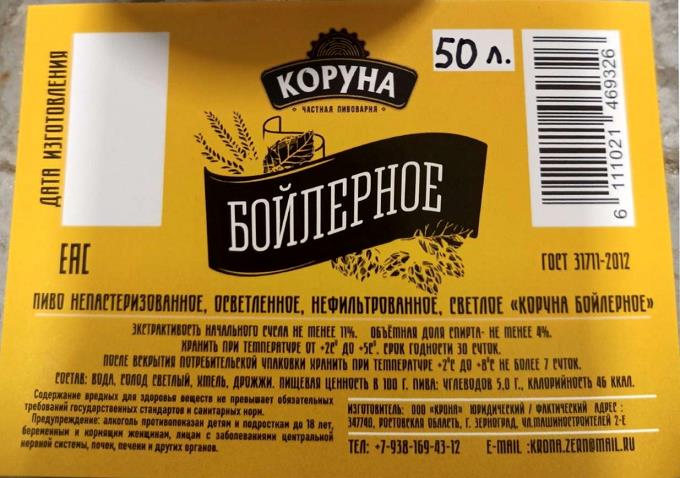 ДАТА ИЗГОТОВЛЕНИЯ
КОРУНА
ЧАСТНАЯ ПИВОВАРНЯ
50 л.
БОЙЛЕРНОЕ
6 111021 469326
ЕАС
ГОСТ 31711-2012
ПИВО НЕПАСТЕРИЗОВАННОЕ, ОСВЕТЛЕННОЕ, НЕФИЛЬТРОВАННОЕ, СВЕТЛОЕ «КОРУНА БОЙЛЕРНОЕ»
ЭКСТРАКТИВНОСТЬ НАЧАЛЬНОГО СУСЛА НЕ МЕНЕЕ 11%. ОБЪЁМНАЯ ДОЛЯ СПИРТА- НЕ МЕНЕЕ 4%.
ХРАНИТЬ ПРИ ТЕМПЕРАТУРЕ ОТ +2С⁰ ДО +5С⁰. СРОК ГОДНОСТИ 30 СУТОК.
ПОСЛЕ ВСКРЫТИЯ ПОТРЕБИТЕЛЬСКОЙ УПАКОВКИ ХРАНИТЬ ПРИ ТЕМПЕРАТУРЕ +2⁰С ДО +8⁰С НЕ БОЛЕЕ 7 СУТОК.
СОСТАВ: ВОДА, СОЛОД СВЕТЛЫЙ, ХМЕЛЬ, ДРОЖЖИ. ПИЩЕВАЯ ЦЕННОСТЬ В 100 Г. ПИВА: УГЛЕВОДОВ 5,0 Г., КАЛОРИЙНОСТЬ 46 ККАЛ.
Содержание вредных для здоровья веществ не превышает обязательных
требований государственных стандартов и санитарных норм.
Предупреждение: алкоголь противопоказан детям и подросткам до 18 лет,
беременным и кормящим женщинам, лицам с заболеваниями центральной
нервной системы, почек, печени и других органов.
ИЗГОТОВИТЕЛЬ: ООО «КРОНА» ЮРИДИЧЕСКИЙ / ФАКТИЧЕСКИЙ АДРЕС :
347740, РОСТОВСКАЯ ОБЛАСТЬ, Г. ЗЕРНОГРАД, УЛ.МАШИНОСТРОИТЕЛЕЙ 2-Е
ТЕЛ: +7-938-169-43-12 E-MAIL :KRONA.ZERN@MAIL.RU